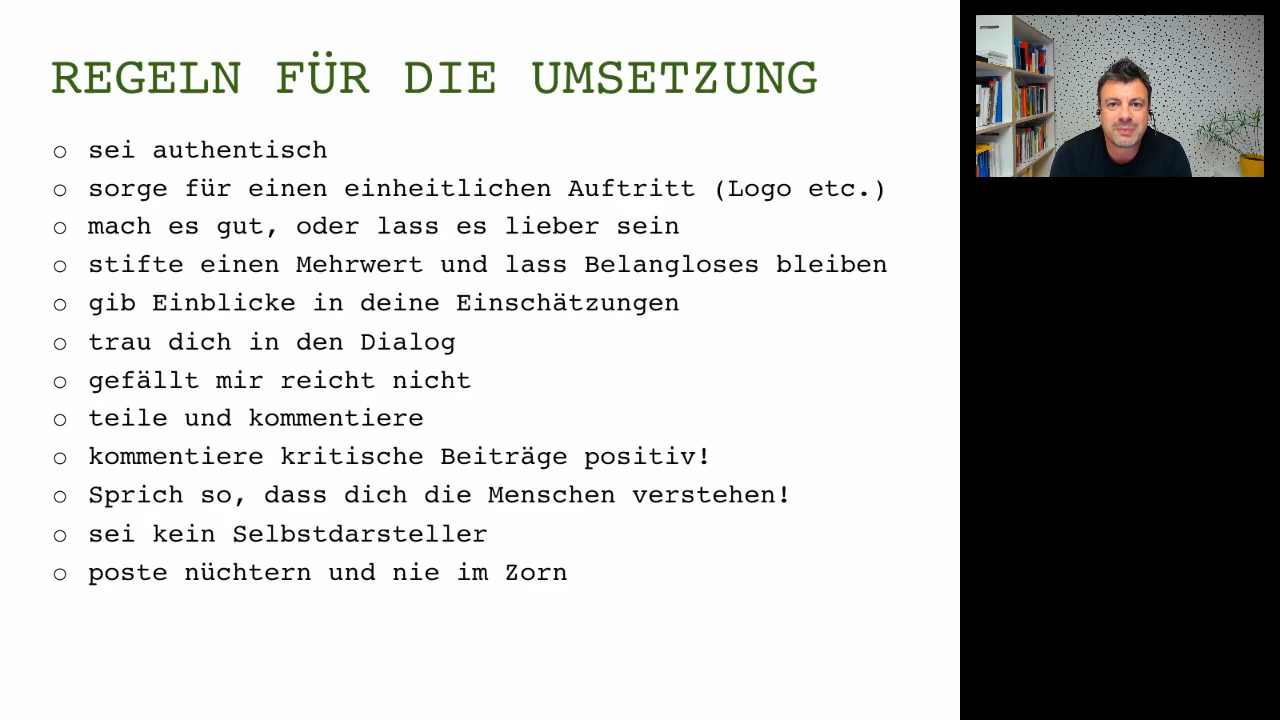 REGELN FÜR DIE UMSETZUNG
○ sei authentisch
○ sorge für einen einheitlichen Auftritt (Logo etc.)
○ mach es gut, oder lass es lieber sein
○ stifte einen Mehrwert und lass Belangloses bleiben
○ gib Einblicke in deine Einschätzungen
○ trau dich in den Dialog
○ gefällt mir reicht nicht
○ teile und kommentiere
○ kommentiere kritische Beiträge positiv!
○ Sprich so, dass dich die Menschen verstehen!
○ sei kein Selbstdarsteller
○ poste nüchtern und nie im Zorn